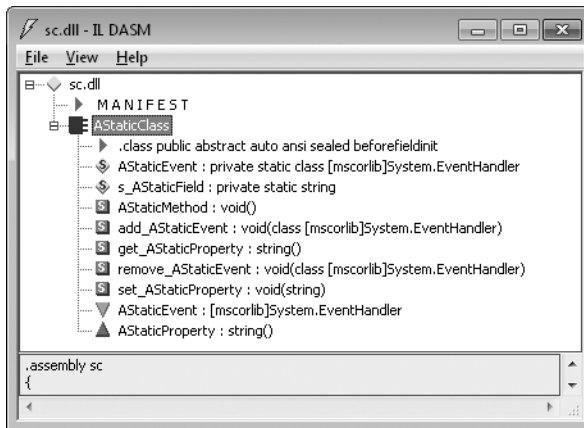 sc.dll - IL DASM
File View Help
sc.dll
MANIFEST
AStaticClass
.class public abstract auto ansi sealed beforefieldinit
AStaticEvent : private static class [mscorlib]System.EventHandler
s_AStaticField : private static string
AStaticMethod : void()
add_AStaticEvent : void(class [mscorlib]System.EventHandler)
get_AStaticProperty : string()
remove_AStaticEvent : void(class [mscorlib]System.EventHandler)
set_AStaticProperty : void(string)
AStaticEvent : [mscorlib]System.EventHandler
AStaticProperty : string()
.assembly sc
{